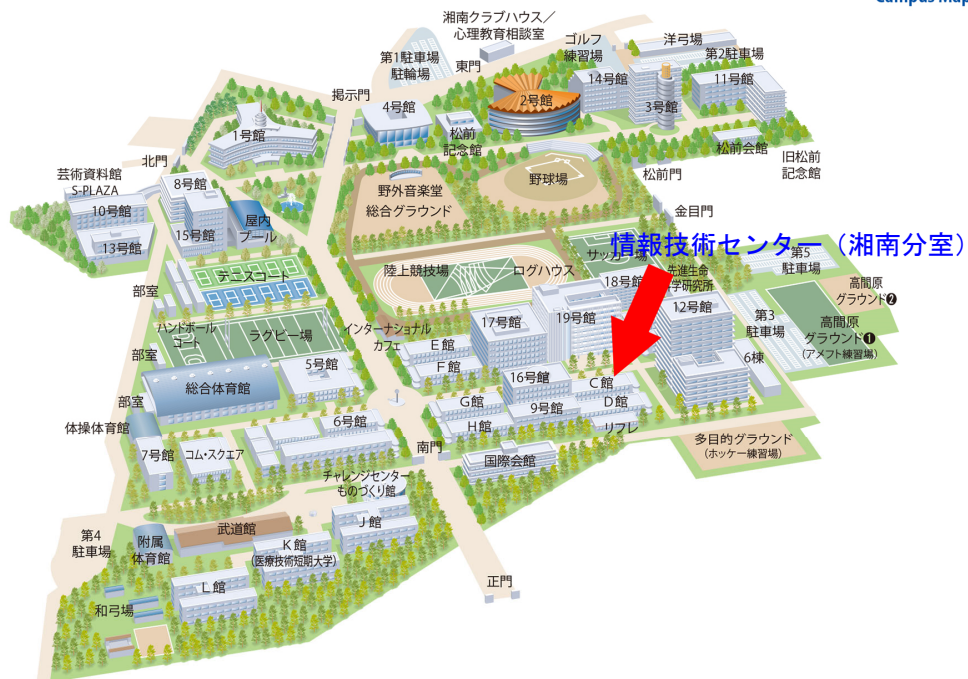 Campus Map
湘南クラブハウス／
心理教育相談室
ゴルフ
練習場
洋弓場
第1駐車場
駐輪場
東門
第2駐車場
14号館
11号館
掲示門
4号館
2号館
3号館
1号館
松前
記念館
松前会館
旧松前
記念館
北門
芸術資料館
S-PLAZA
8号館
野外音楽堂
野球場
松前門
10号館
総合グラウンド
金目門
15号館
屋内
プール
13号館
情報技術センター（湘南分室）
サッカー場
第5
駐車場
テニスコート
陸上競技場
ログハウス
18号館
先進生命
科学研究所
高間原
グラウンド❷
部室
12号館
第3
駐車場
高間原
グラウンド❶
(アメフト練習場)
ハンドボール
コート
ラグビー場
インターナショナル
カフェ
17号館
19号館
E館
部室
5号館
F館
6棟
総合体育館
16号館
C館
部室
G館
9号館
D館
体操体育館
6号館
H館
リフレ
7号館
コム・スクエア
南門
国際会館
多目的グラウンド
(ホッケー練習場)
チャレンジセンター
ものづくり館
第4
駐車場
附属
体育館
武道館
J館
K館
(医療技術短期大学)
L館
正門
和弓場